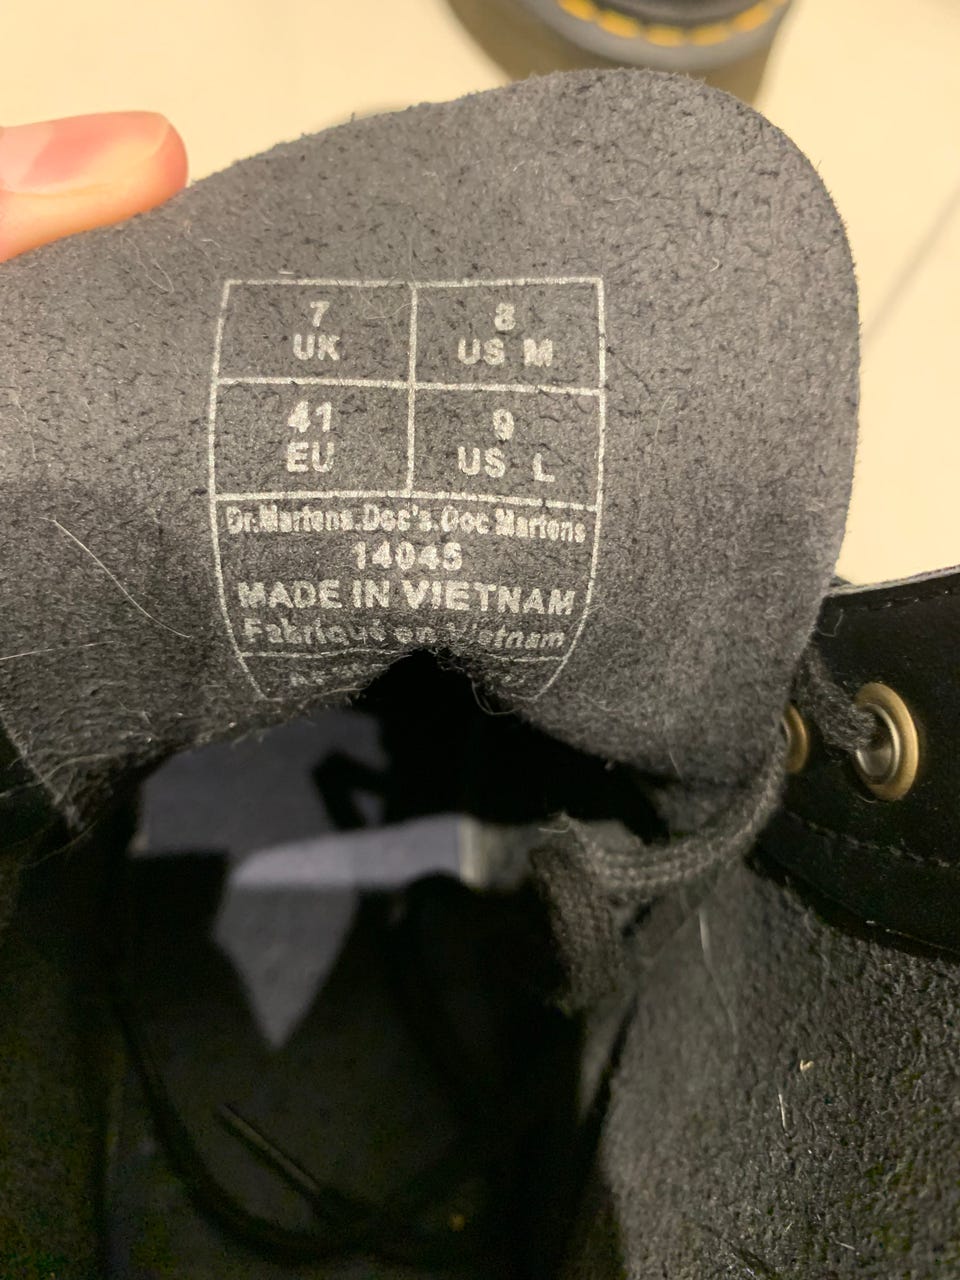 7
UK
8
US M
41
EU
9
US L
Dr.Martens.Doc's.Doc Martens
14045
MADE IN VIETNAM
Fabriqué en Vietnam